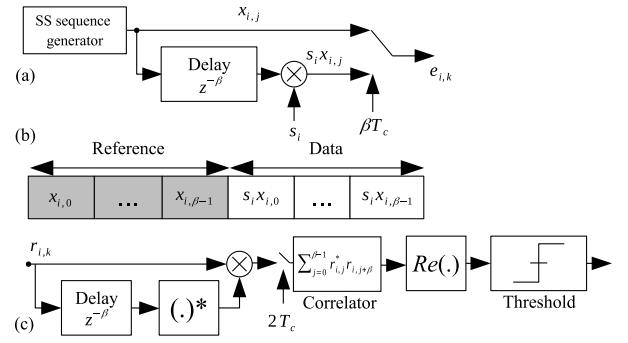 SS sequence
generator
x_{i,j}
Delay
z^{-β}
s_i x_{i,j}
e_{i,k}
(a)
s_i
βT_c
(b)
Reference
Data
x_{i,0} ... x_{i,β-1} s_i x_{i,0} ... s_i x_{i,β-1}
r_{i,k}
∑_{j=0}^{β-1} r^*_{i,j} r_{i,j+β}
Re(.)
Delay
z^{-β}
(.)*
Correlator
Threshold
(c)
2T_c